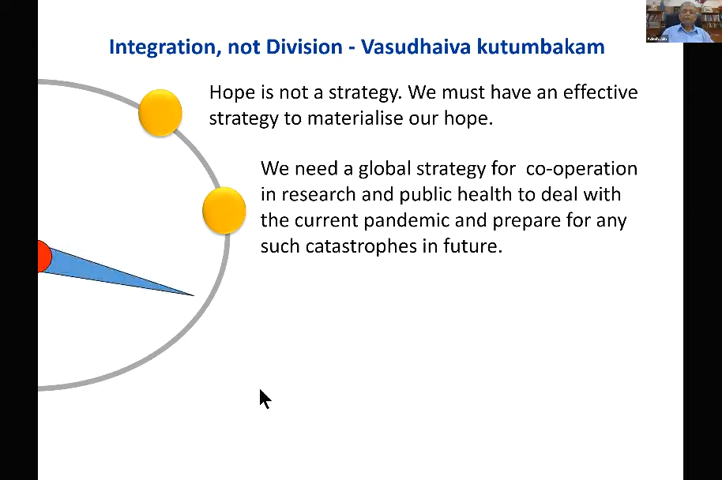 Integration, not Division - Vasudhaiva kutumbakam
Hope is not a strategy. We must have an effective
strategy to materialise our hope.
We need a global strategy for co-operation
in research and public health to deal with
the current pandemic and prepare for any
such catastrophes in future.